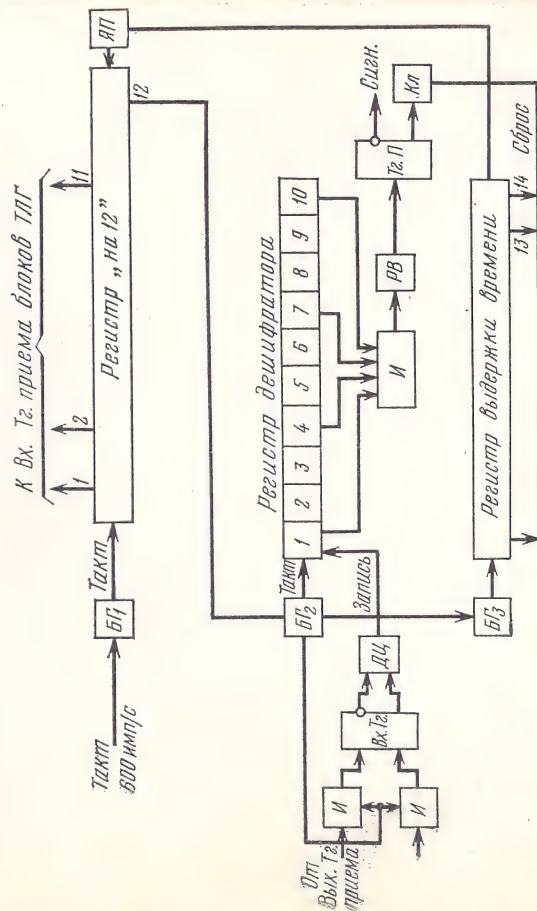 К Вх. Тг. приема блоков ТЛГ
Такт
600 имп/с
БГ1
Такт
1
2
11
Регистр „на 12"
12
ЯП
Регистр дешифратора
БГ2
Такт
1
2
3
4
5
6
7
8
9
10
Запись
И
РВ
Тг. П
Сигн.
Кл
От
Вых. Тг.
приема
И
И
Вх. Тг.
ДЦ
БГ3
Регистр выдержки времени
13
14
Сброс